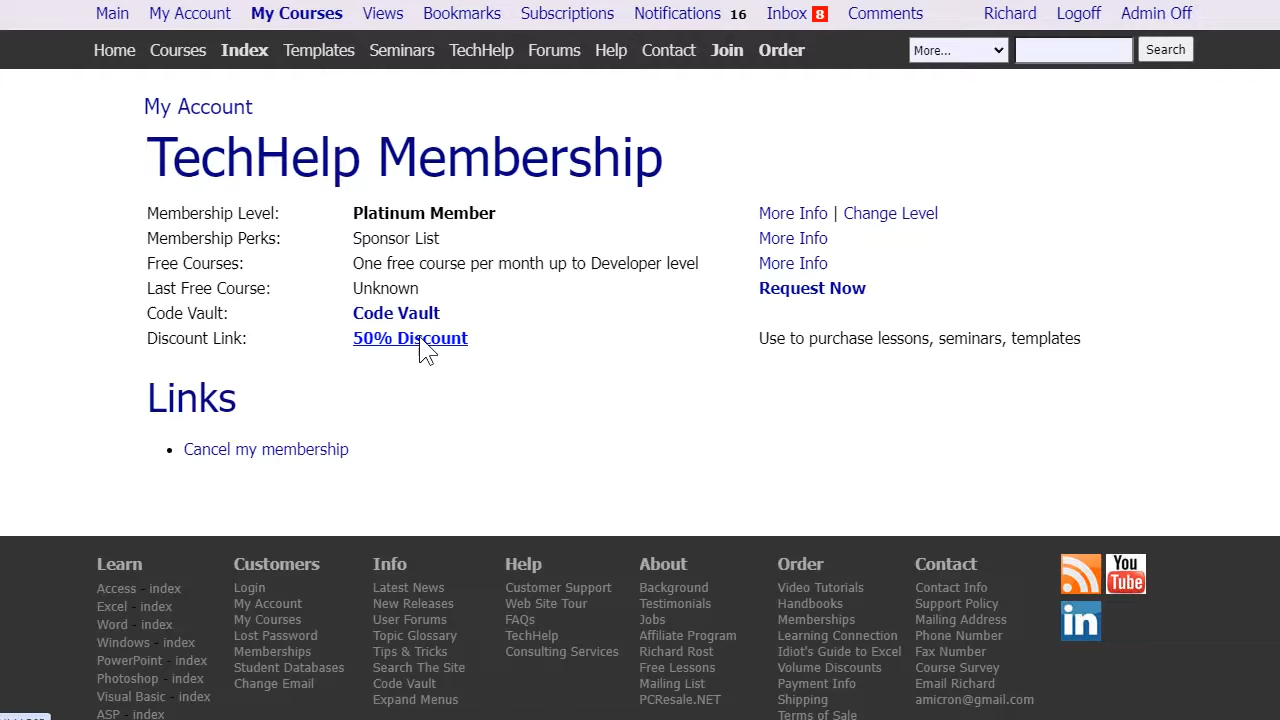 Main My Account My Courses Views Bookmarks Subscriptions Notifications 16 Inbox 8 Comments Richard Logoff Admin Off
Home Courses Index Templates Seminars TechHelp Forums Help Contact Join Order More... Search
My Account
TechHelp Membership
Membership Level: Platinum Member More Info | Change Level
Membership Perks: Sponsor List More Info
Free Courses: One free course per month up to Developer level More Info
Last Free Course: Unknown Request Now
Code Vault: Code Vault
Discount Link: 50% Discount Use to purchase lessons, seminars, templates
Links
• Cancel my membership
Learn Customers Info Help About Order Contact
Access - index Login Latest News Customer Support Background Video Tutorials Contact Info
Excel - index My Account New Releases Web Site Tour Testimonials Handbooks Support Policy
Word - index My Courses User Forums FAQs Jobs Memberships Mailing Address
Windows - index Lost Password Topic Glossary TechHelp Affiliate Program Learning Connection Phone Number
PowerPoint - index Memberships Tips & Tricks Consulting Services Richard Rost Idiot's Guide to Excel Fax Number
Photoshop - index Student Databases Search The Site Free Lessons Volume Discounts Course Survey
Visual Basic - index Change Email Code Vault Mailing List Payment Info Email Richard
ASP - index Expand Menus PCResale.NET Shipping amicron@gmail.com
Terms of Sale
You
Tube
in